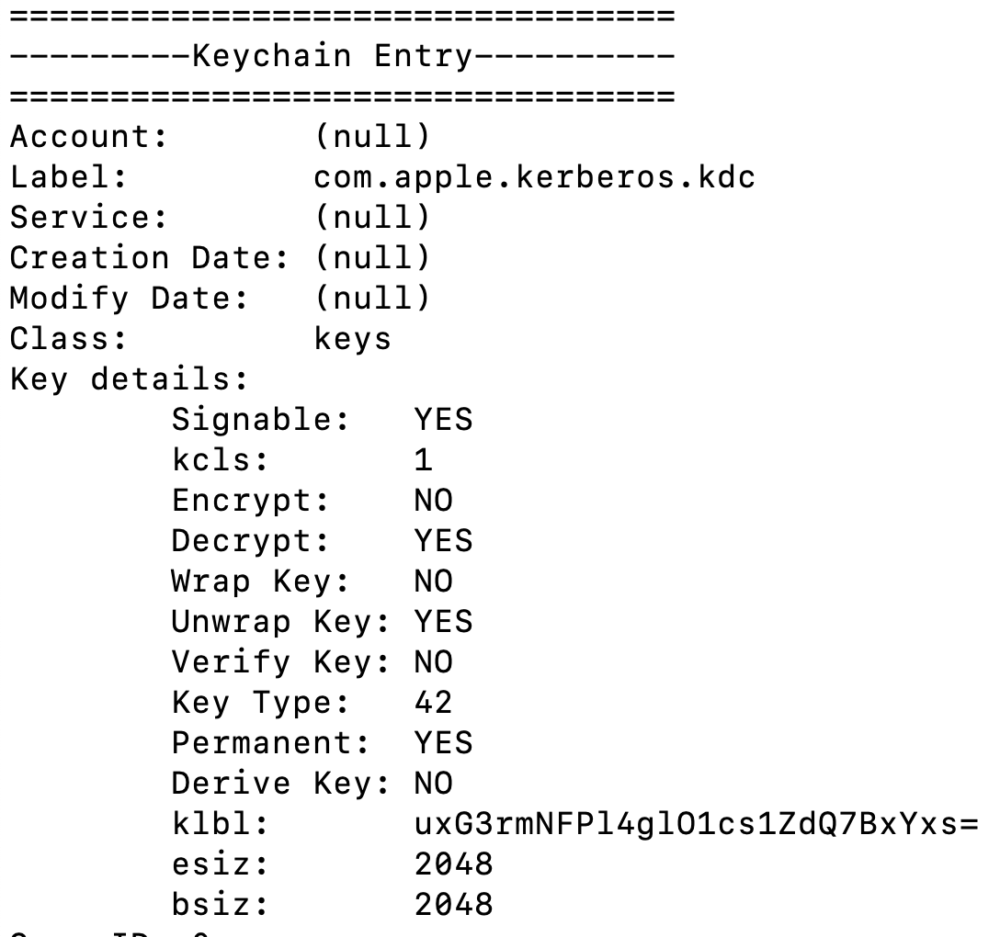 =================================
---------Keychain Entry----------
=================================
Account:       (null)
Label:         com.apple.kerberos.kdc
Service:       (null)
Creation Date: (null)
Modify Date:   (null)
Class:         keys
Key details:
        Signable:   YES
        kcls:       1
        Encrypt:    NO
        Decrypt:    YES
        Wrap Key:   NO
        Unwrap Key: YES
        Verify Key: NO
        Key Type:   42
        Permanent:  YES
        Derive Key: NO
        klbl:       uxG3rmNFPl4glO1cs1ZdQ7BxYxs=
        esiz:       2048
        bsiz:       2048